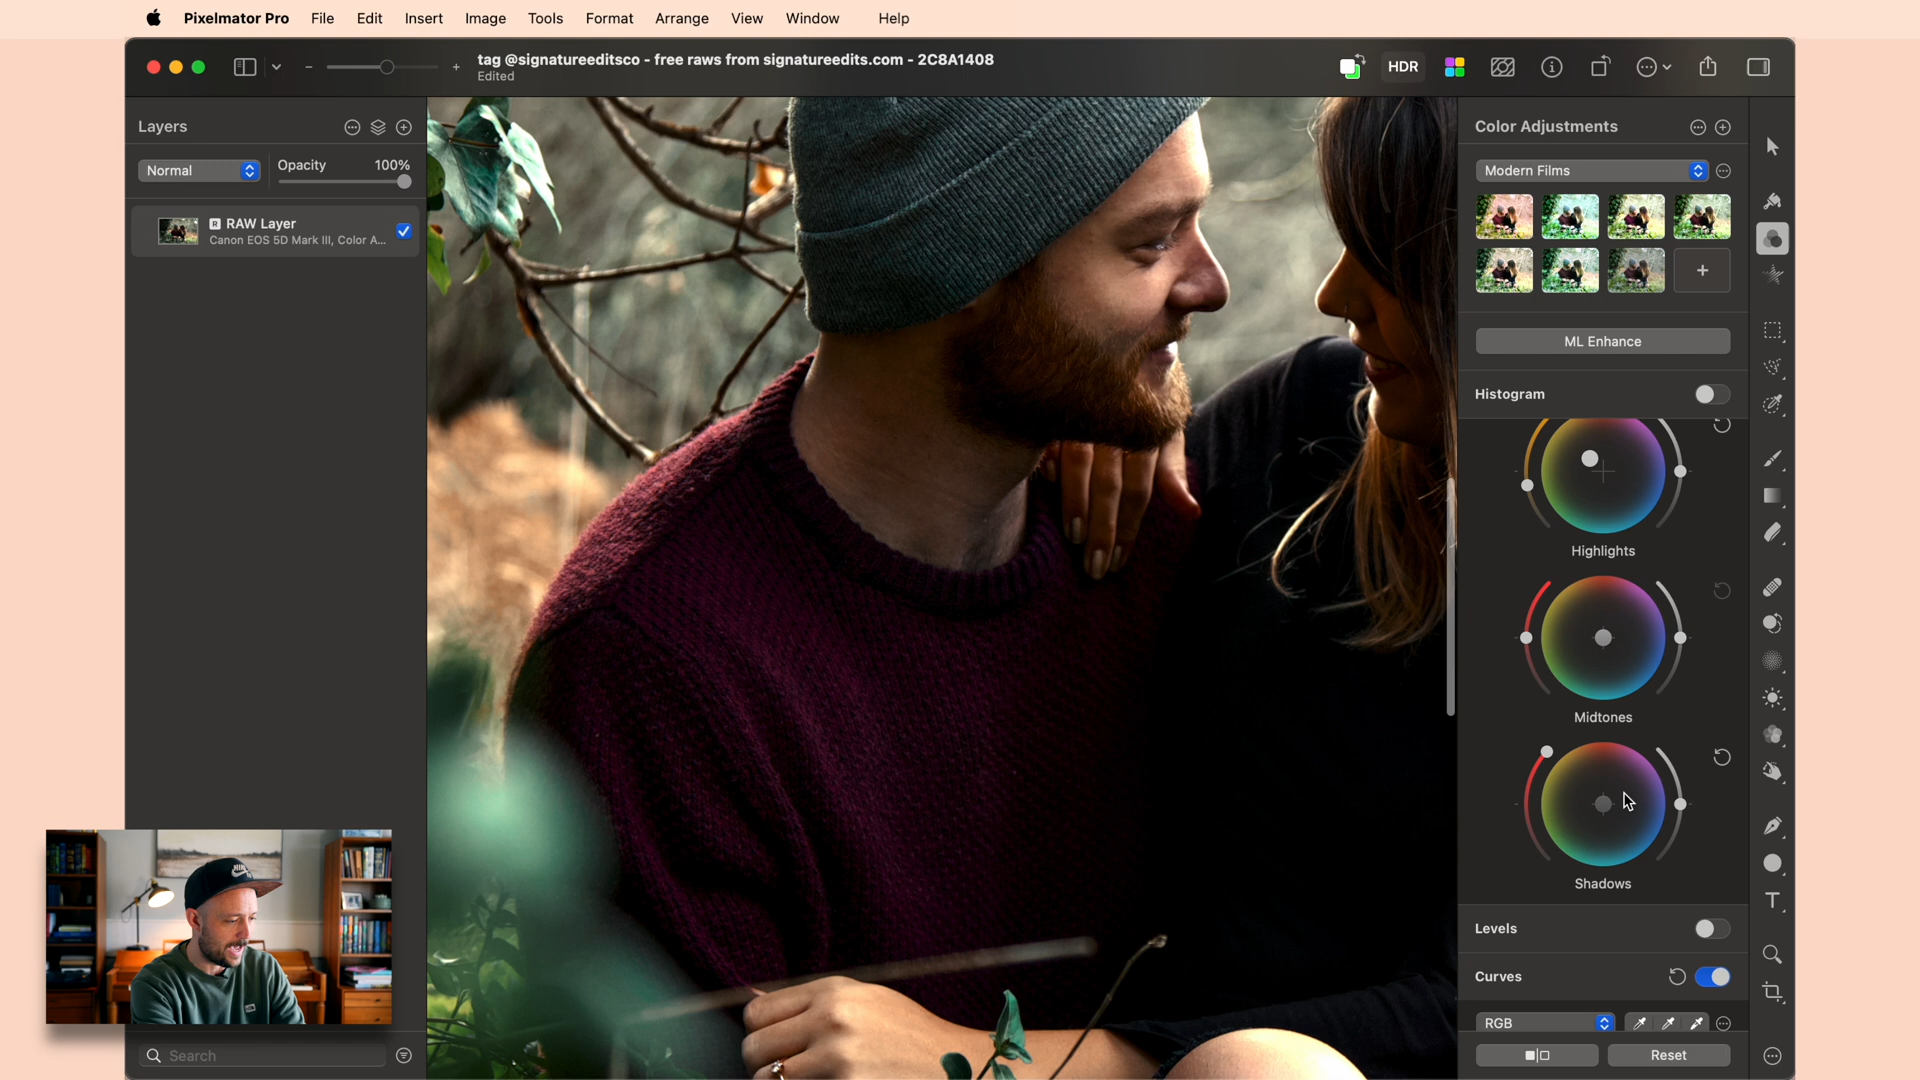 Pixelmator Pro File Edit Insert Image Tools Format Arrange View Window Help
tag @signatureeditsco - free raws from signatureedits.com - 2C8A1408
Edited
HDR
Layers
Normal
Opacity 100%
RAW Layer
Canon EOS 5D Mark III, Color A...
Search
Color Adjustments
Modern Films
ML Enhance
Histogram
Highlights
Midtones
Shadows
Levels
Curves
RGB
Reset